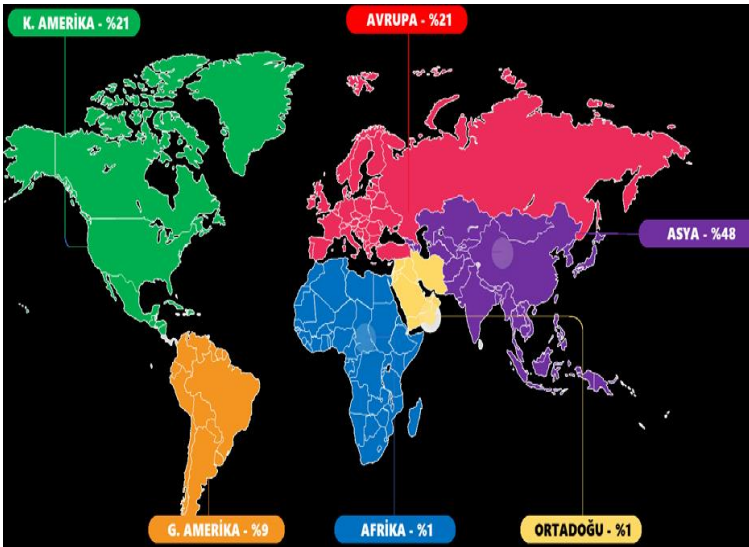 K. AMERİKA - %21
AVRUPA - %21
ASYA - %48
G. AMERİKA - %9
AFRİKA - %1
ORTADOĞU - %1